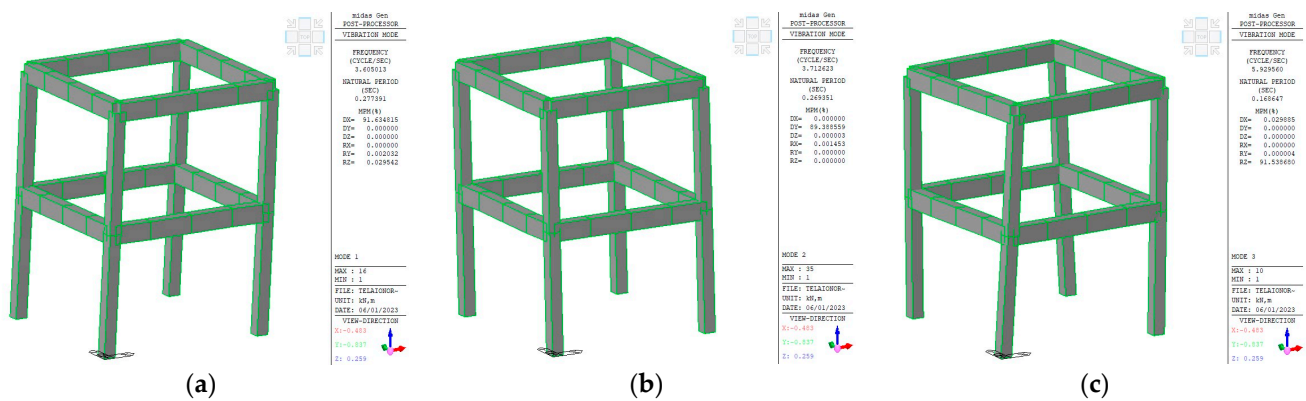 midas Gen
POST-PROCESSOR
VIBRATION MODE
FREQUENCY
(CYCLE/SEC)
3.605013
NATURAL PERIOD
(SEC)
0.277391
MPM(%)
DX= 91.634815
DY= 0.000000
DZ= 0.000000
RX= 0.000000
RY= 0.002032
RZ= 0.029542
MODE 1
MAX : 16
MIN : 1
FILE: TELAIONOR~
UNIT: kN,m
DATE: 06/01/2023
VIEW-DIRECTION
X:-0.483
Y:-0.837
Z: 0.259
(a)
midas Gen
POST-PROCESSOR
VIBRATION MODE
FREQUENCY
(CYCLE/SEC)
3.712623
NATURAL PERIOD
(SEC)
0.269351
MPM(%)
DX= 0.000000
DY= 89.388559
DZ= 0.000003
RX= 0.001453
RY= 0.000000
RZ= 0.000000
MODE 2
MAX : 35
MIN : 1
FILE: TELAIONOR~
UNIT: kN,m
DATE: 06/01/2023
VIEW-DIRECTION
X:-0.483
Y:-0.837
Z: 0.259
(b)
midas Gen
POST-PROCESSOR
VIBRATION MODE
FREQUENCY
(CYCLE/SEC)
5.929560
NATURAL PERIOD
(SEC)
0.168647
MPM(%)
DX= 0.029885
DY= 0.000000
DZ= 0.000000
RX= 0.000000
RY= 0.000004
RZ= 91.538680
MODE 3
MAX : 10
MIN : 1
FILE: TELAIONOR~
UNIT: kN,m
DATE: 06/01/2023
VIEW-DIRECTION
X:-0.483
Y:-0.837
Z: 0.259
(c)